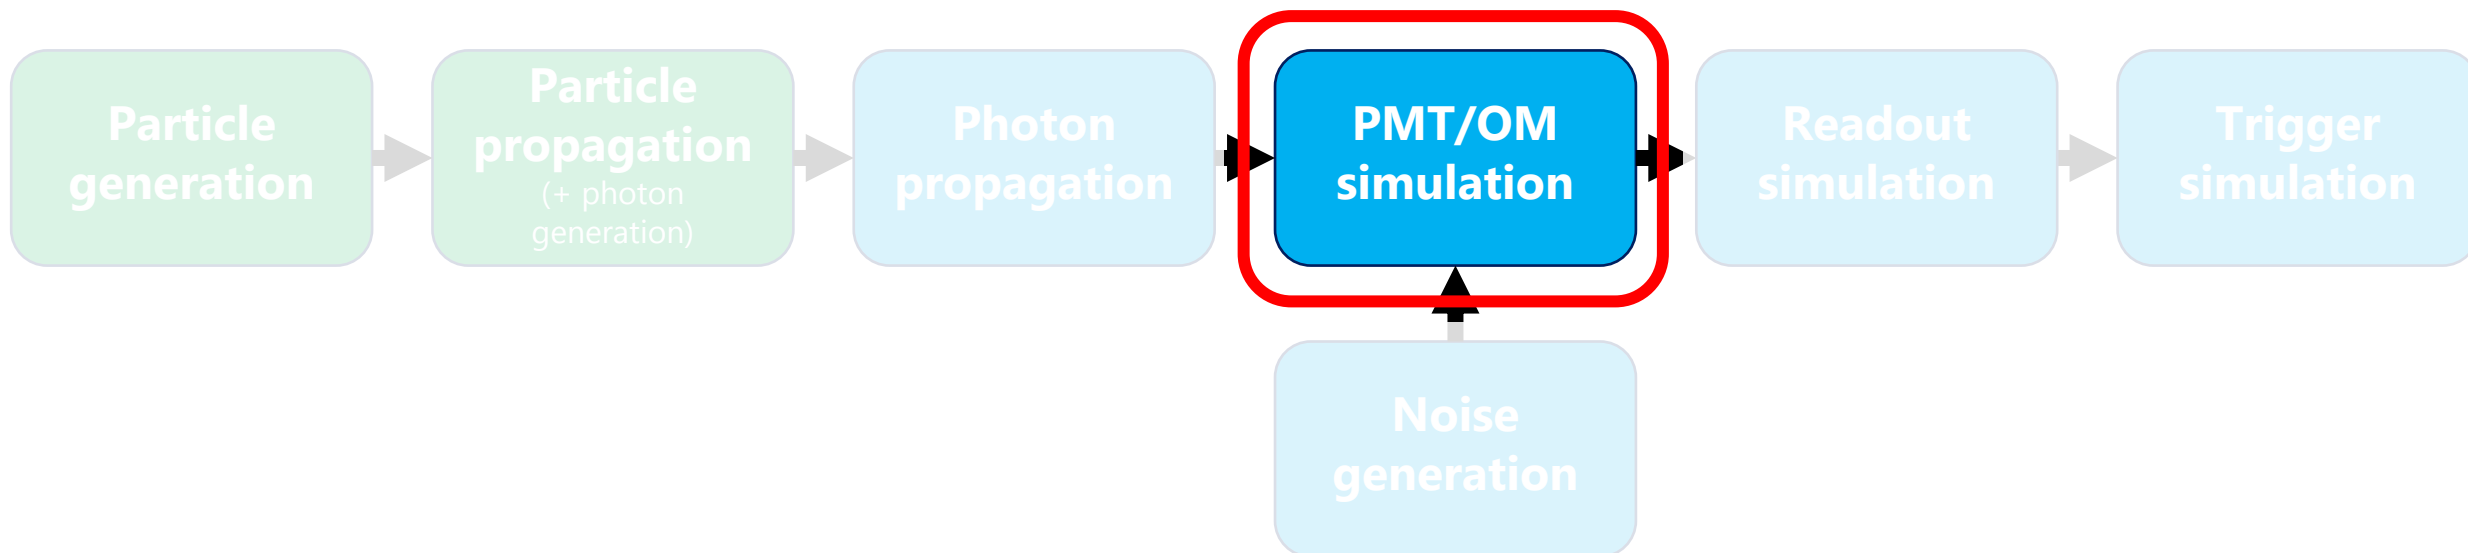 Particle
generation
Particle
propagation
(+ photon
generation)
Photon
propagation
PMT/OM
simulation
Readout
simulation
Trigger
simulation
Noise
generation